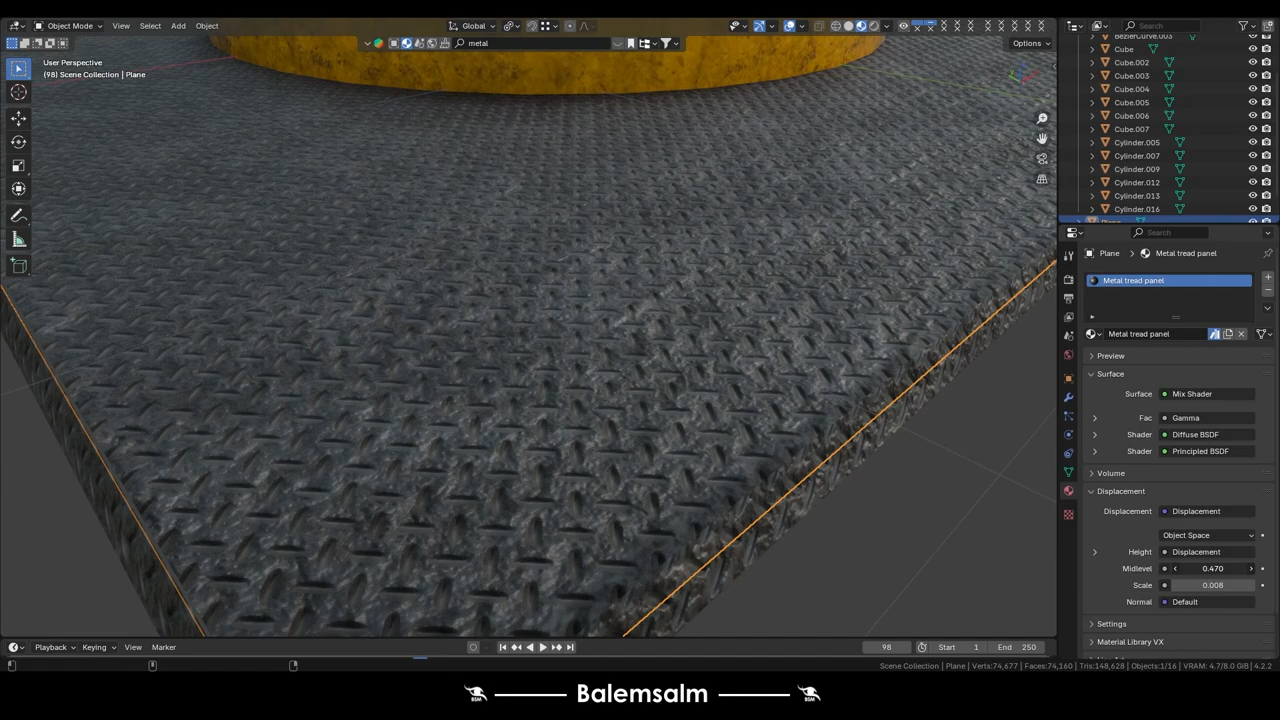 Object Mode View Select Add Object Global
metal
Options
User Perspective
(98) Scene Collection | Plane
Search
Cube
Cube.002
Cube.003
Cube.004
Cube.005
Cube.006
Cube.007
Cylinder.005
Cylinder.007
Cylinder.009
Cylinder.012
Cylinder.013
Cylinder.016
Search
Plane Metal tread panel
Metal tread panel
Metal tread panel
Preview
Surface
Surface Mix Shader
Fac Gamma
Shader Diffuse BSDF
Shader Principled BSDF
Volume
Displacement
Displacement Displacement
Object Space
Height Displacement
Midlevel 0.470
Scale 0.008
Normal Default
Settings
Material Library VX
Playback Keying View Marker 98 Start 1 End 250
Scene Collection | Plane | Verts:74,677 | Faces:74,160 | Tris:148,628 | Objects:1/16 | VRAM: 4.7/8.0 GiB | 4.2.2
BSM Balemsalm BSM